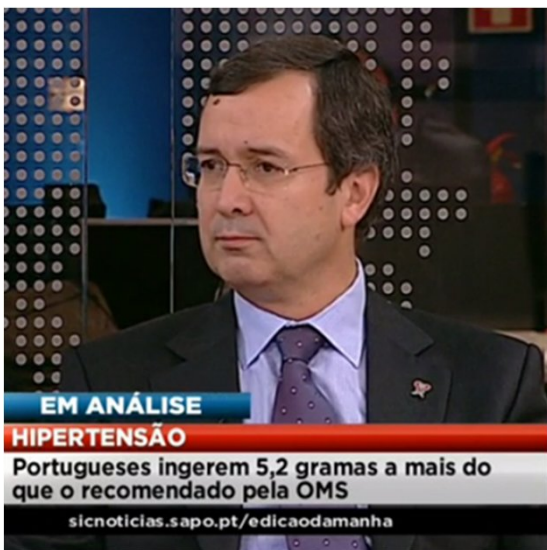 EM ANÁLISE
HIPERTENSÃO
Portugueses ingerem 5,2 gramas a mais do
que o recomendado pela OMS
sicnoticias.sapo.pt/edicaodamanha